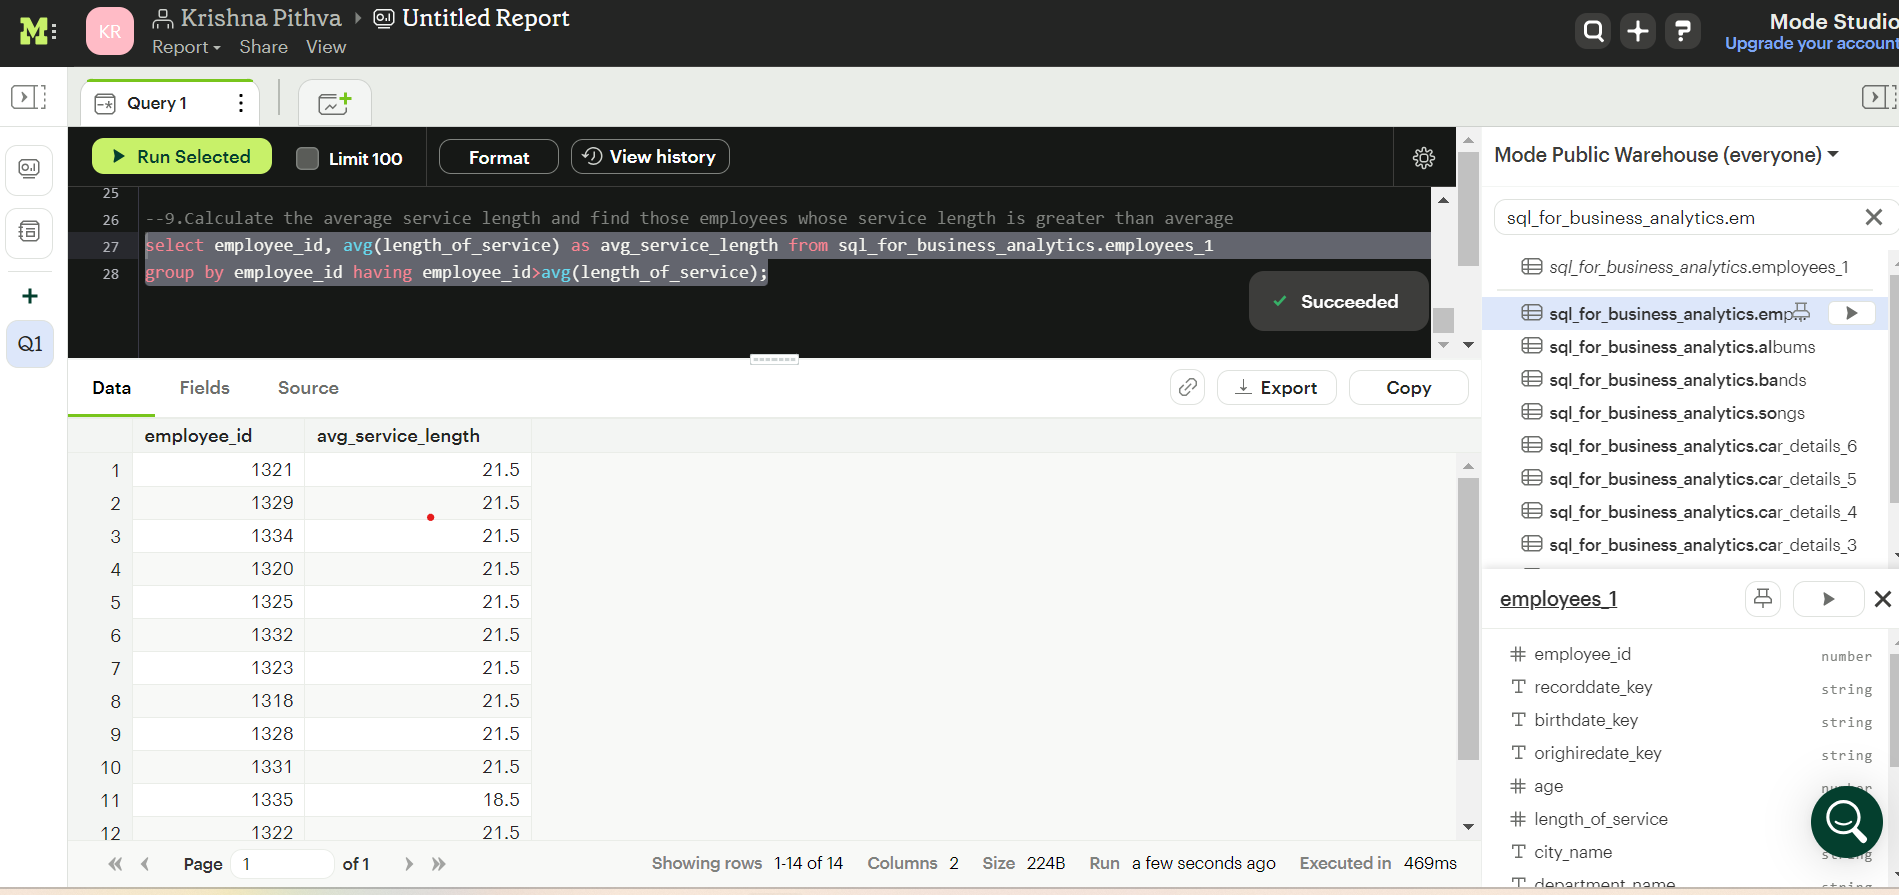 M
KR
Krishna Pithva
Untitled Report
Report
Share
View
Mode Studio
Upgrade your account
Query 1
Run Selected
Limit 100
Format
View history
25
26 --9.Calculate the average service length and find those employees whose service length is greater than average
27 select employee_id, avg(length_of_service) as avg_service_length from sql_for_business_analytics.employees_1
28 group by employee_id having employee_id>avg(length_of_service);
Succeeded
Q1
Data
Fields
Source
Export
Copy
employee_id avg_service_length
1 1321 21.5
2 1329 21.5
3 1334 21.5
4 1320 21.5
5 1325 21.5
6 1332 21.5
7 1323 21.5
8 1318 21.5
9 1328 21.5
10 1331 21.5
11 1335 18.5
12 1322 21.5
Page 1 of 1
Showing rows 1-14 of 14 Columns 2 Size 224B Run a few seconds ago Executed in 469ms
Mode Public Warehouse (everyone)
sql_for_business_analytics.em
sql_for_business_analytics.employees_1
sql_for_business_analytics.emp...
sql_for_business_analytics.albums
sql_for_business_analytics.bands
sql_for_business_analytics.songs
sql_for_business_analytics.car_details_6
sql_for_business_analytics.car_details_5
sql_for_business_analytics.car_details_4
sql_for_business_analytics.car_details_3
employees_1
employee_id number
recorddate_key string
birthdate_key string
orighiredate_key string
age number
length_of_service
city_name string
department_name string